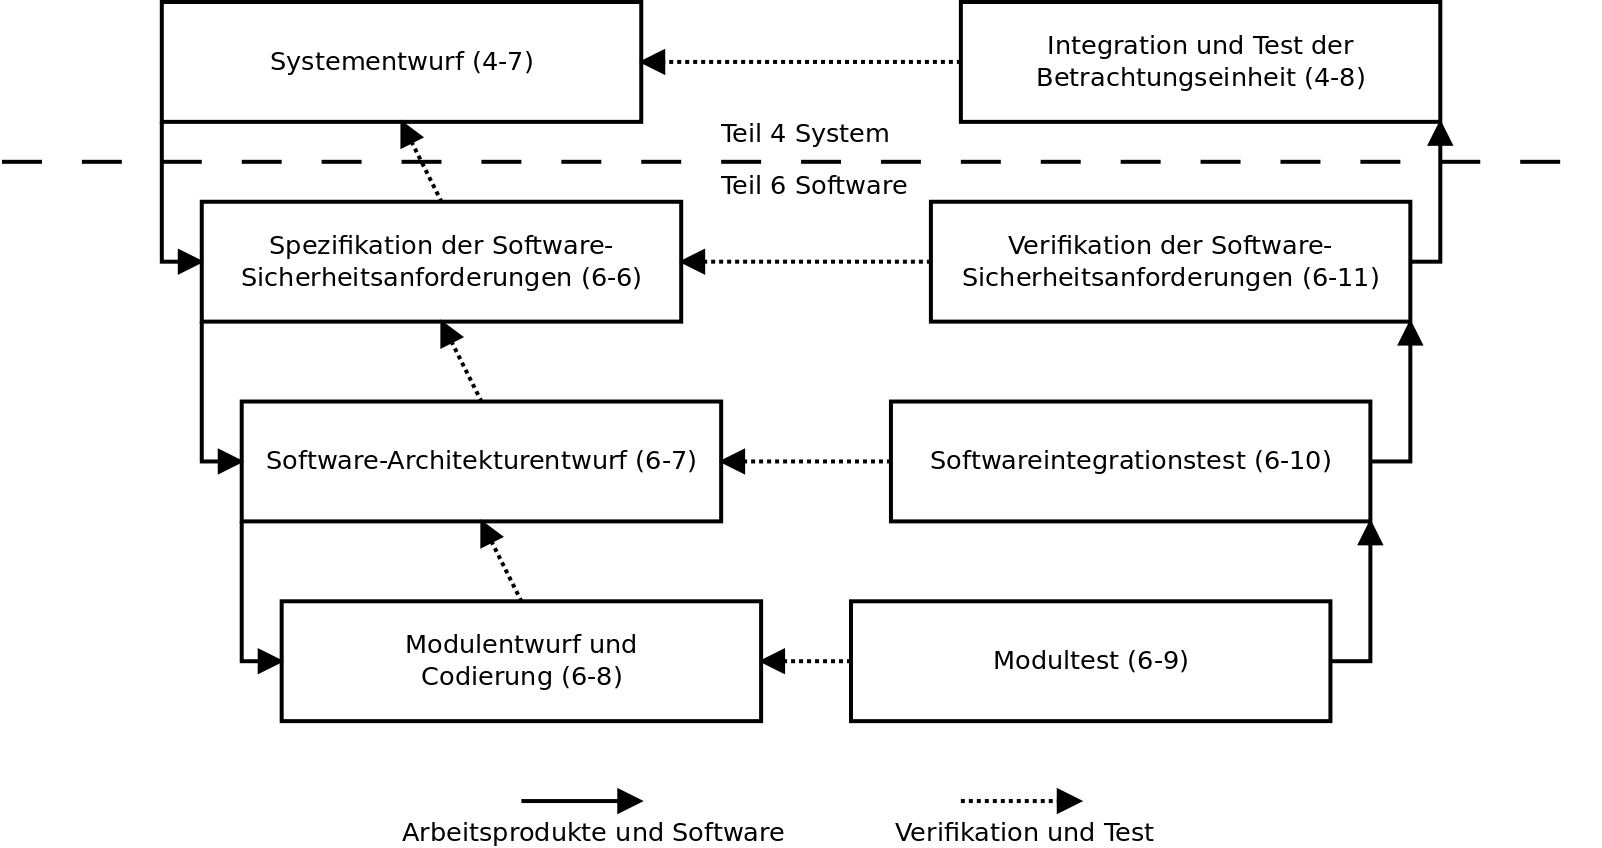 Systementwurf (4-7)
Integration und Test der
Betrachtungseinheit (4-8)
Teil 4 System
Teil 6 Software
Spezifikation der Software-
Sicherheitsanforderungen (6-6)
Verifikation der Software-
Sicherheitsanforderungen (6-11)
Software-Architekturentwurf (6-7)
Softwareintegrationstest (6-10)
Modulentwurf und
Codierung (6-8)
Modultest (6-9)
Arbeitsprodukte und Software
Verifikation und Test